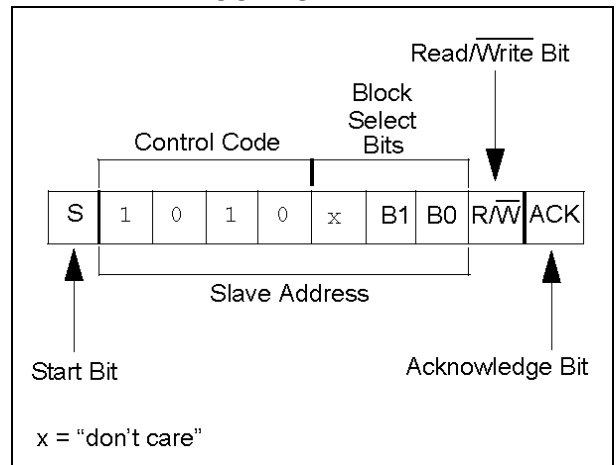 Read/Write Bit
Block
Select
Bits
Control Code
S 1 0 1 0 x B1 B0 R/W ACK
Slave Address
Start Bit
Acknowledge Bit
x = “don’t care”